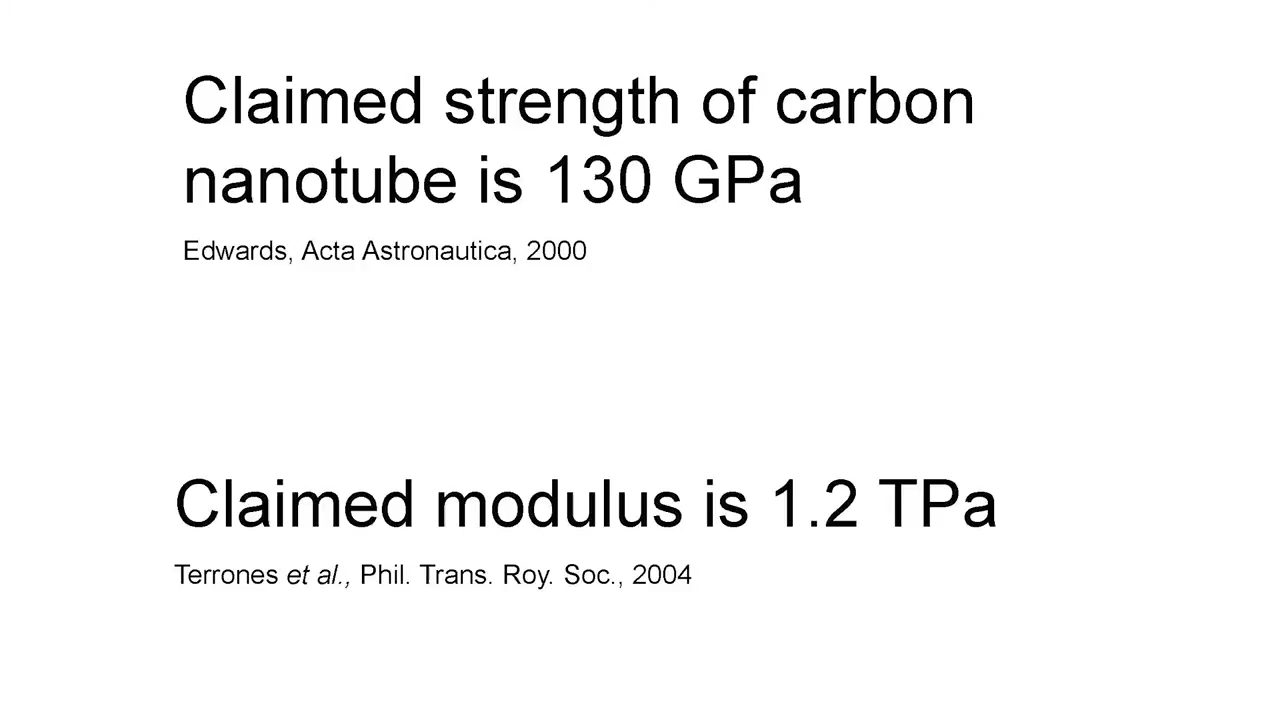 Claimed strength of carbon
nanotube is 130 GPa
Edwards, Acta Astronautica, 2000
Claimed modulus is 1.2 TPa
Terrones et al., Phil. Trans. Roy. Soc., 2004